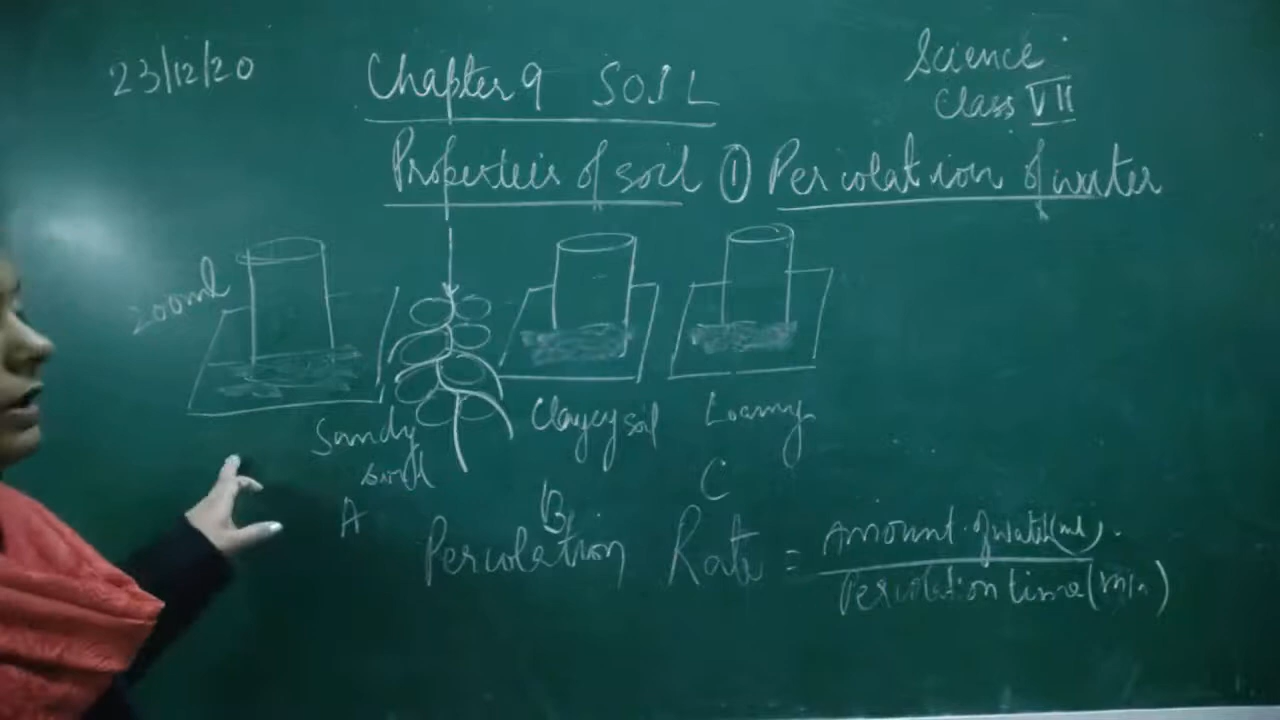 23/12/20
Chapter 9 SOIL
Science
Class VII
Properties of soil ① Percolation of water
200ml
Sandy soil
A
Clayey soil
B
Loamy
C
Percolation Rate = Amount of water(ml)
Percolation time (min)